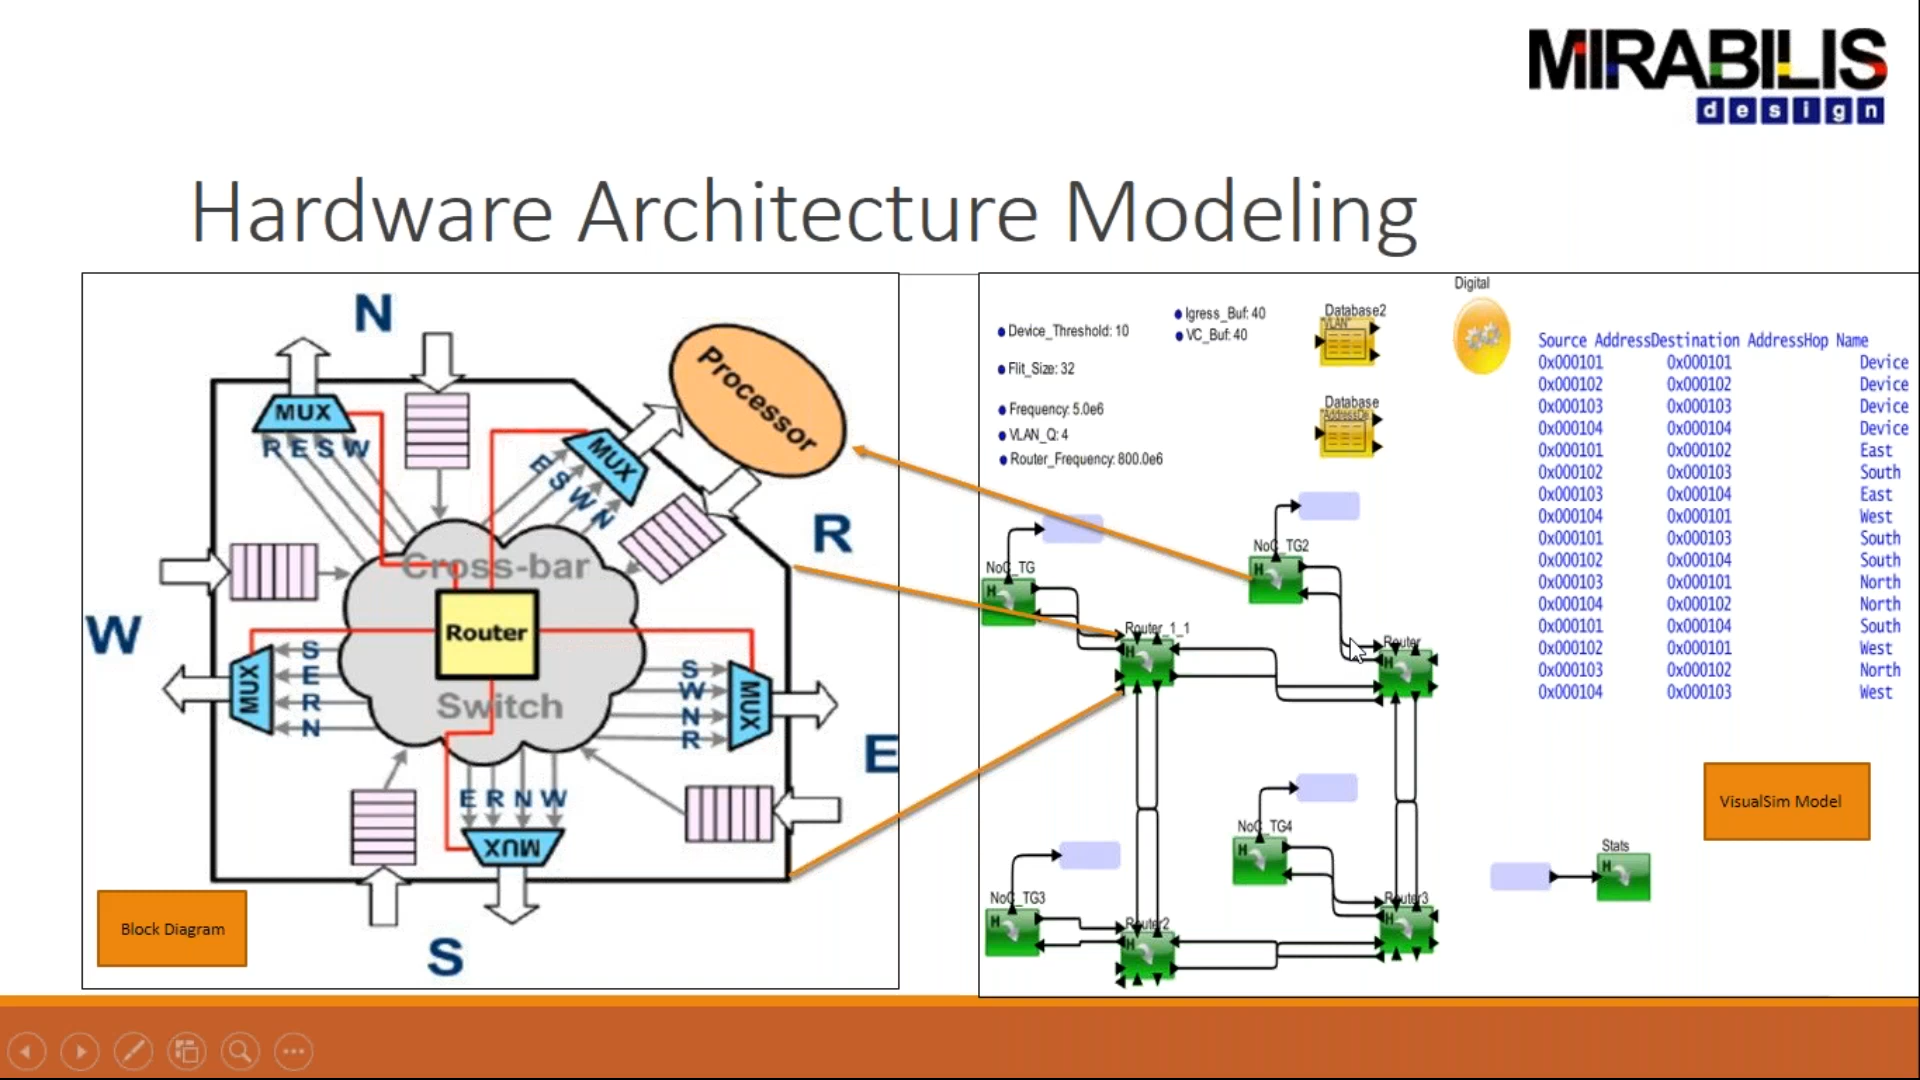 MIRABILIS
design
Hardware Architecture Modeling
N
Processor
MUX
R E S W
MUX
E S W N
R
Cross-bar
Router
Switch
W
MUX
S
E
R
N
S
W
N
R
MUX
E
E R N W
MUX
S
Block Diagram
Digital
Device_Threshold: 10
Igress_Buf: 40
VC_Buf: 40
Flit_Size: 32
Frequency: 5.0e6
VLAN_Q: 4
Router_Frequency: 800.0e6
Database2
"VLAN"
Database
"AddressDe
Source AddressDestination AddressHop Name
0x000101 0x000101 Device
0x000102 0x000102 Device
0x000103 0x000103 Device
0x000104 0x000104 Device
0x000101 0x000102 East
0x000102 0x000103 South
0x000103 0x000104 East
0x000104 0x000101 West
0x000101 0x000103 South
0x000102 0x000104 South
0x000103 0x000101 North
0x000104 0x000102 North
0x000101 0x000104 South
0x000102 0x000101 West
0x000103 0x000102 North
0x000104 0x000103 West
NoC_TG
H
NoC_TG2
H
Router_1_1
H
Router
H
NoC_TG3
H
NoC_TG4
H
Router2
H
Router3
H
Stats
H
VisualSim Model